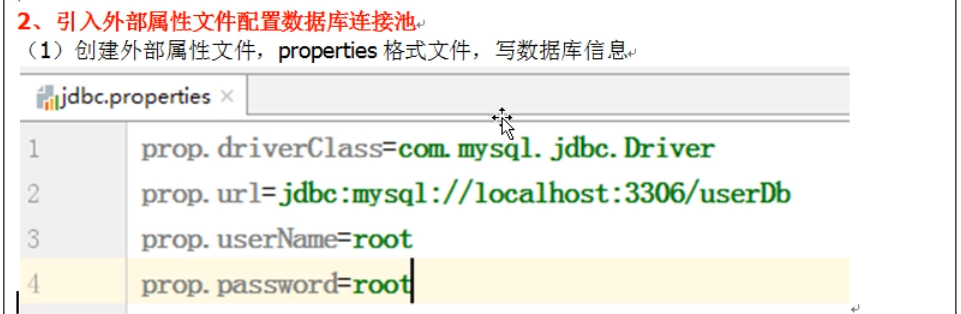 2、引入外部属性文件配置数据库连接池
（1）创建外部属性文件，properties 格式文件，写数据库信息
jdbc.properties ×
1 prop.driverClass=com.mysql.jdbc.Driver
2 prop.url=jdbc:mysql://localhost:3306/userDb
3 prop.userName=root
4 prop.password=root